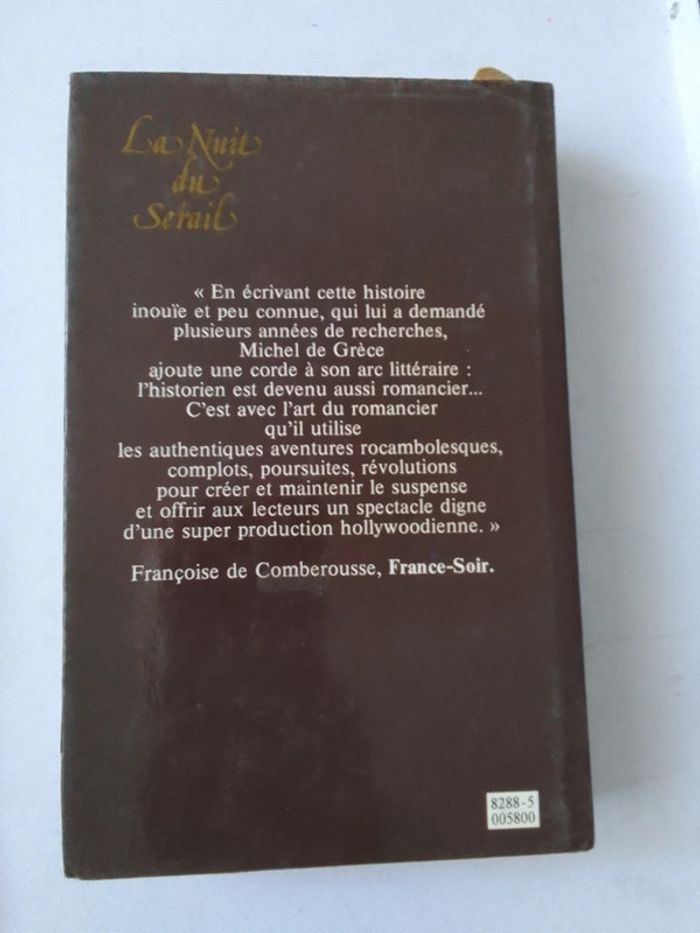 La Nuit
du
Sérail
« En écrivant cette histoire
inouïe et peu connue, qui lui a demandé
plusieurs années de recherches,
Michel de Grèce
ajoute une corde à son arc littéraire :
l'historien est devenu aussi romancier...
C'est avec l'art du romancier
qu'il utilise
les authentiques aventures rocambolesques,
complots, poursuites, révolutions
pour créer et maintenir le suspense
et offrir aux lecteurs un spectacle digne
d'une super production hollywoodienne. »
Françoise de Comberousse, France-Soir.
8288-5
005800